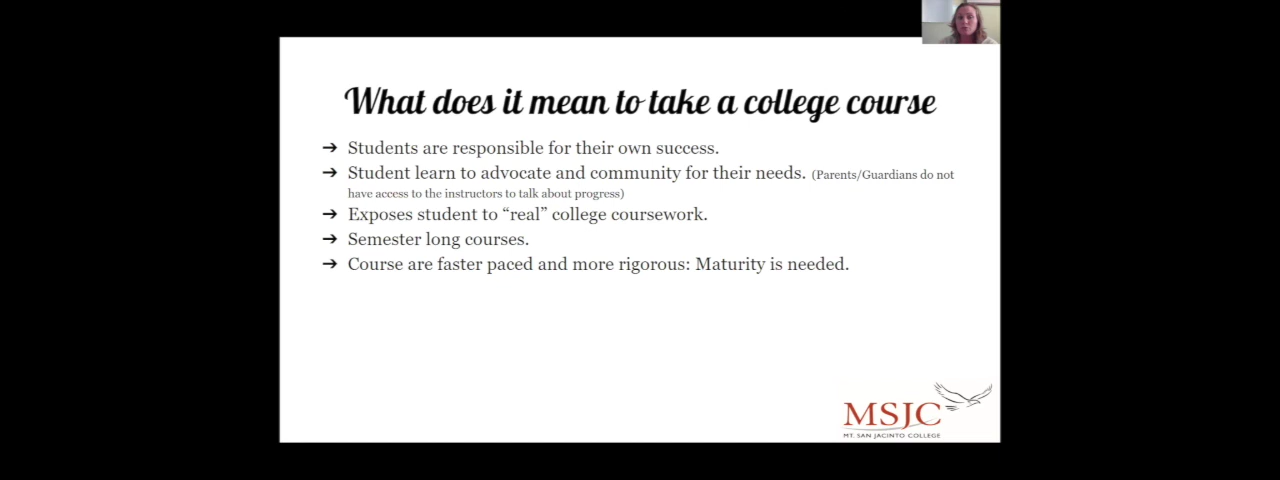 What does it mean to take a college course
➔ Students are responsible for their own success.
➔ Student learn to advocate and community for their needs. (Parents/Guardians do not
have access to the instructors to talk about progress)
➔ Exposes student to “real” college coursework.
➔ Semester long courses.
➔ Course are faster paced and more rigorous: Maturity is needed.
MSJC
MT. SAN JACINTO COLLEGE